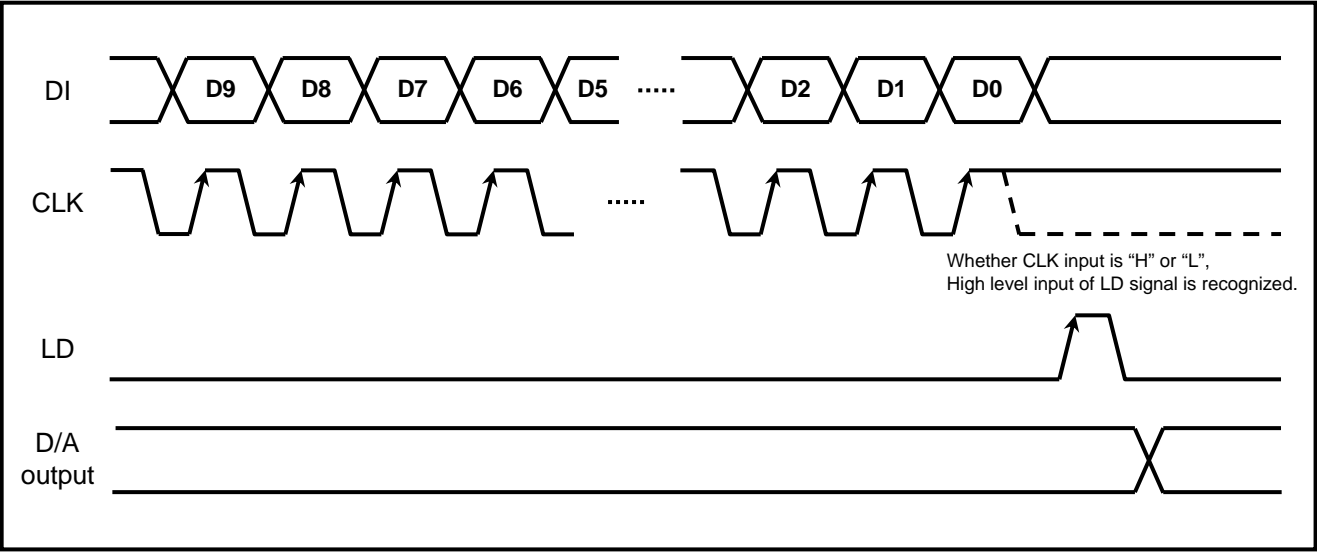 DI
D9 D8 D7 D6 D5 ····· D2 D1 D0
CLK
·····
Whether CLK input is “H” or “L”,
High level input of LD signal is recognized.
LD
D/A
output